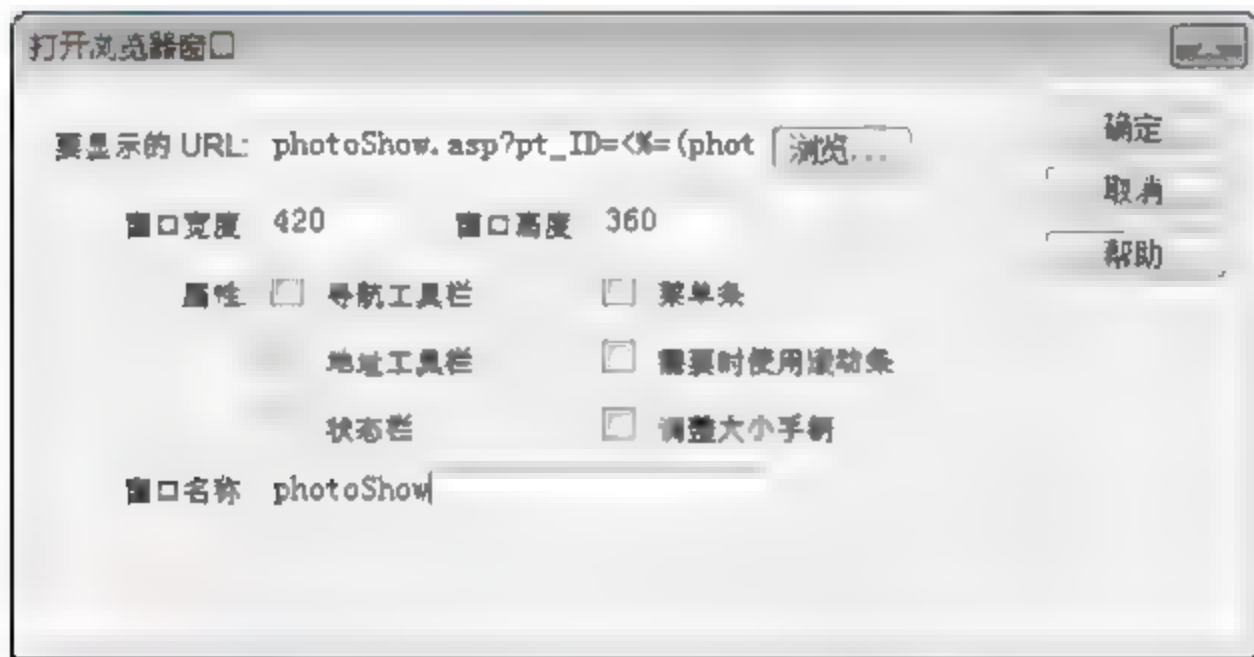 打开浏览器窗口
要显示的 URL: photoShow.asp?pt_ID=<%=(phot 浏览... 确定
取消
窗口宽度 420 窗口高度 360
帮助
属性 导航工具栏 菜单条
地址工具栏 需要时使用滚动条
状态栏 调整大小手柄
窗口名称 photoShow